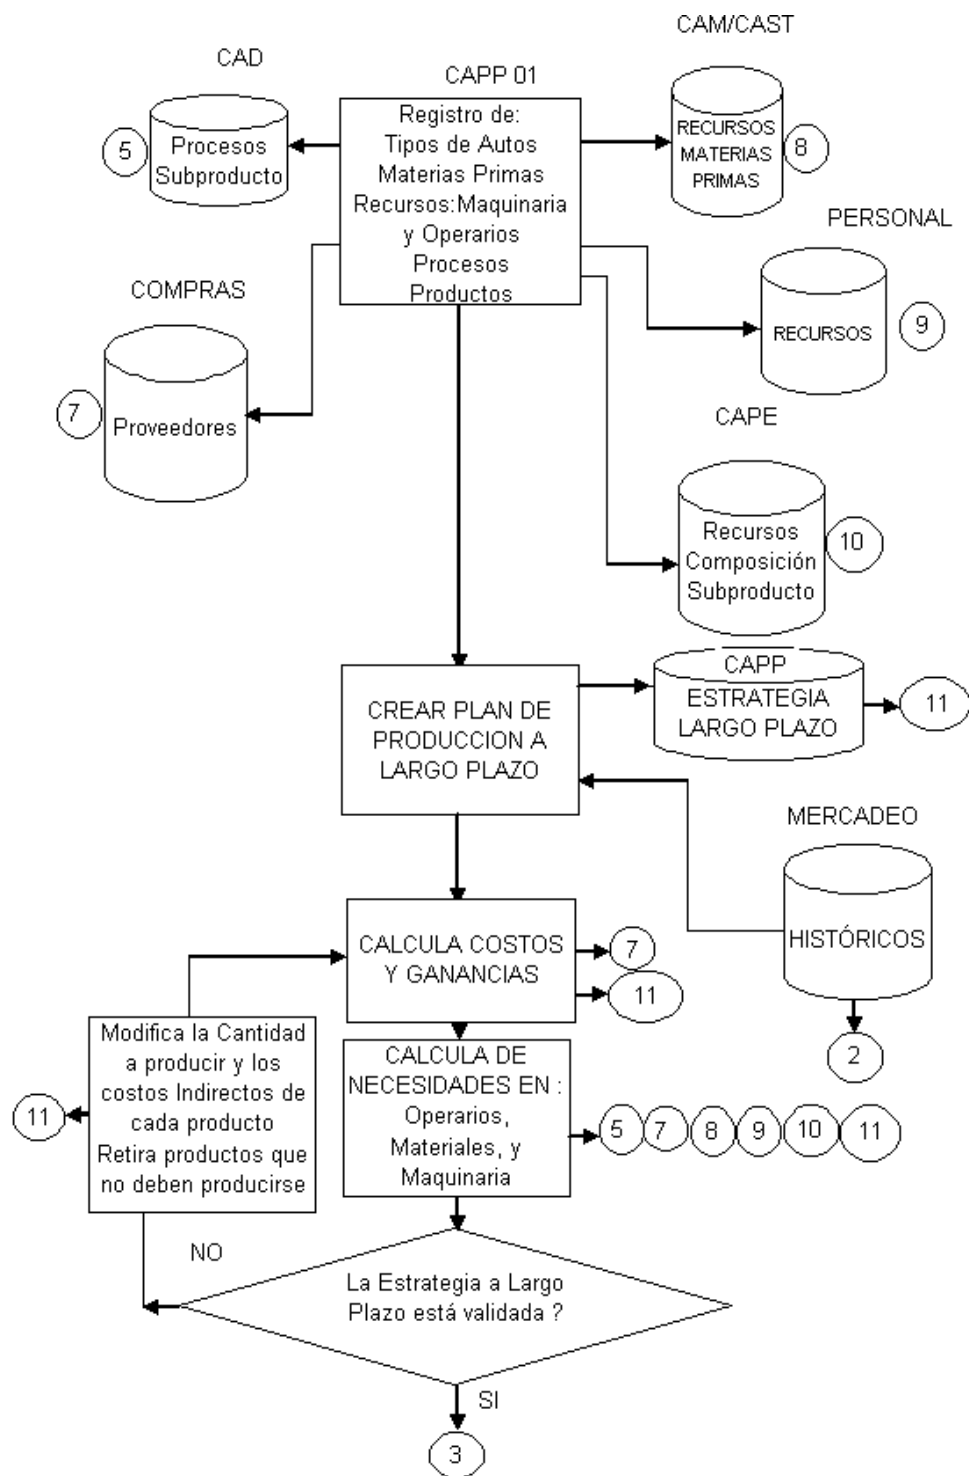 CAM/CAST
CAD
CAPP 01
Registro de:
Tipos de Autos
Materias Primas
Recursos:Maquinaria
y Operarios
Procesos
Productos
5
Procesos
Subproducto
RECURSOS
MATERIAS
PRIMAS
8
PERSONAL
RECURSOS
9
COMPRAS
7
Proveedores
CAPE
Recursos
Composición
Subproducto
10
CREAR PLAN DE
PRODUCCION A
LARGO PLAZO
CAPP
ESTRATEGIA
LARGO PLAZO
11
MERCADEO
HISTÓRICOS
2
CALCULA COSTOS
Y GANANCIAS
7
11
Modifica la Cantidad
a producir y los
costos Indirectos de
cada producto
Retira productos que
no deben producirse
11
CALCULA DE
NECESIDADES EN :
Operarios,
Materiales, y
Maquinaria
5 7 8 9 10 11
NO
La Estrategia a Largo
Plazo está validada ?
SI
3